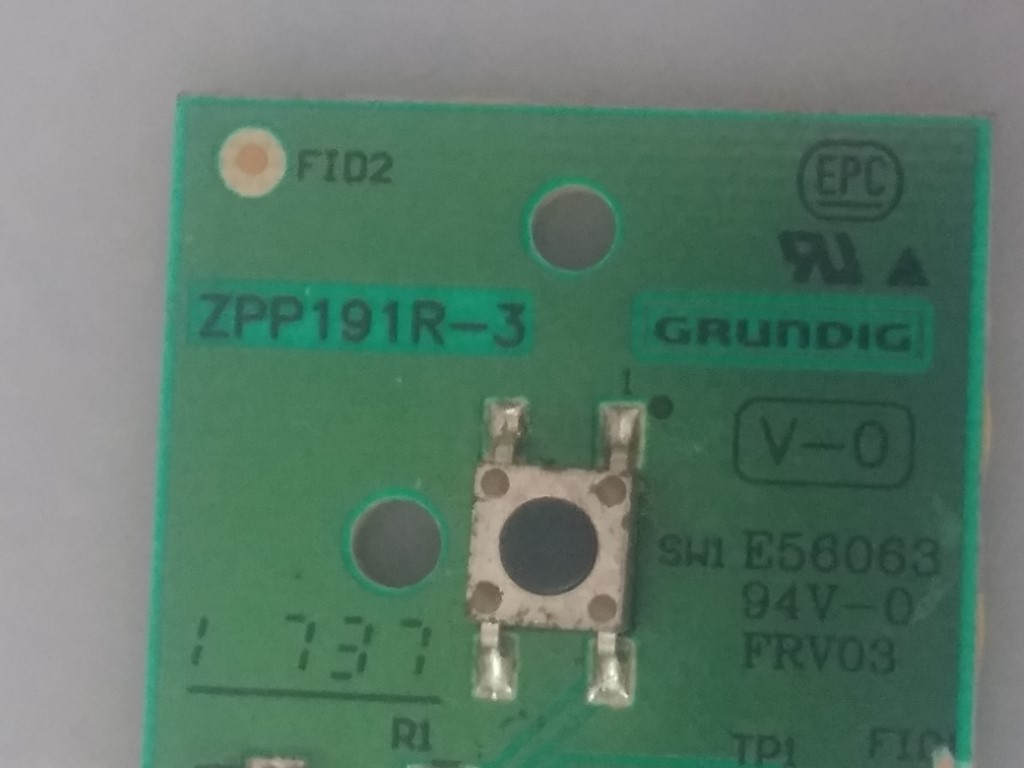 FID2
EPC
ZPP191R-3
GRUNDIG
1
V-0
SW1 E56063
94V-0
FRV03
1 737
R1
TP1